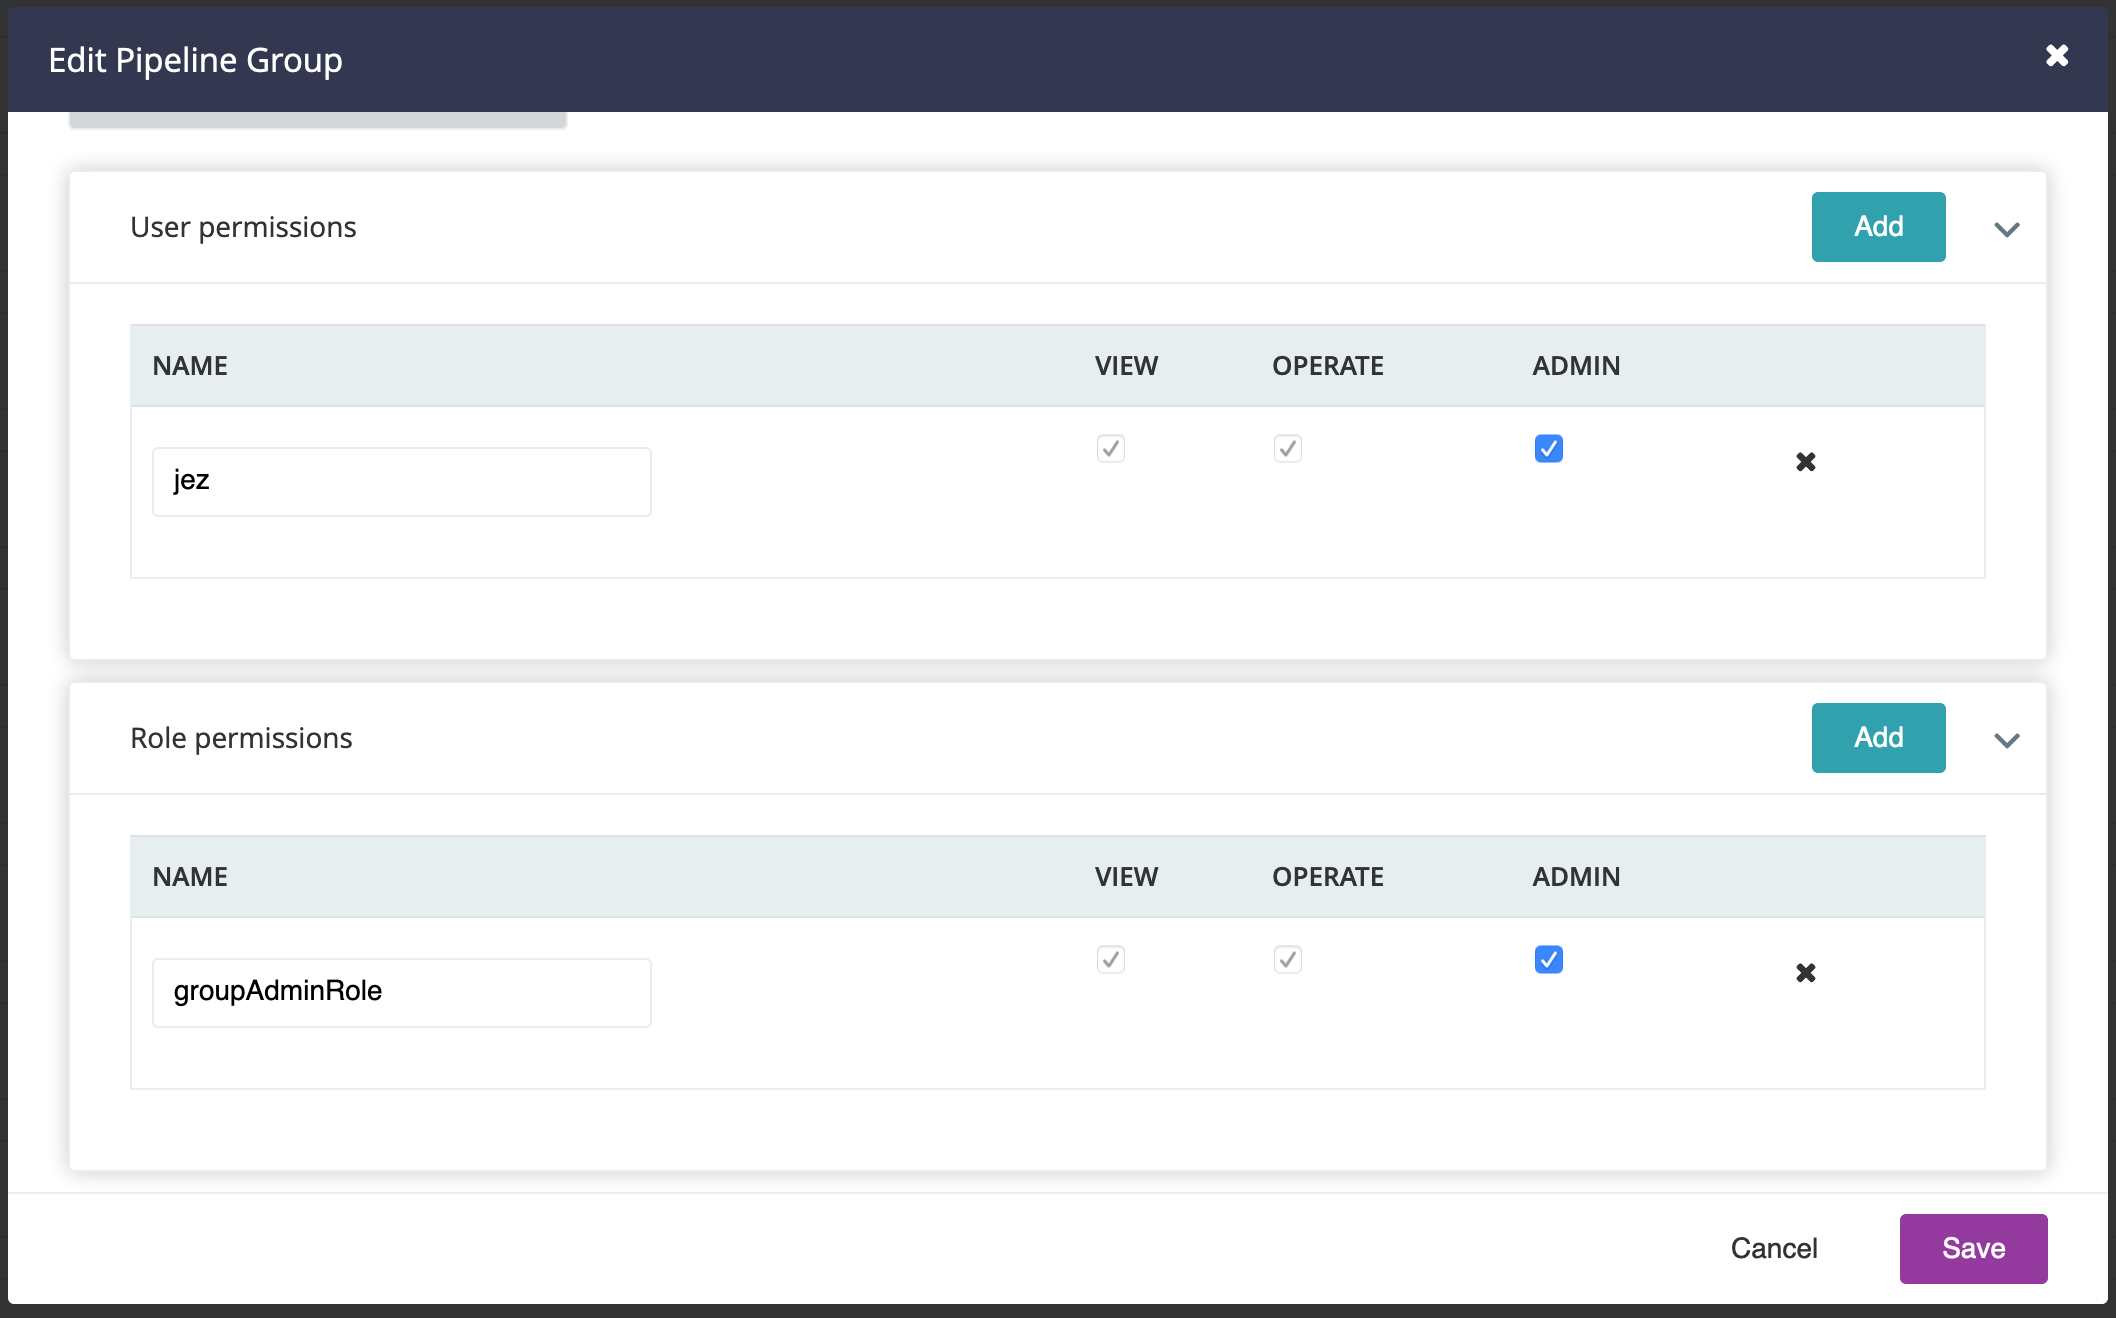 Edit Pipeline Group
User permissions
Add
NAME VIEW OPERATE ADMIN
jez
Role permissions
Add
NAME VIEW OPERATE ADMIN
groupAdminRole
Cancel
Save